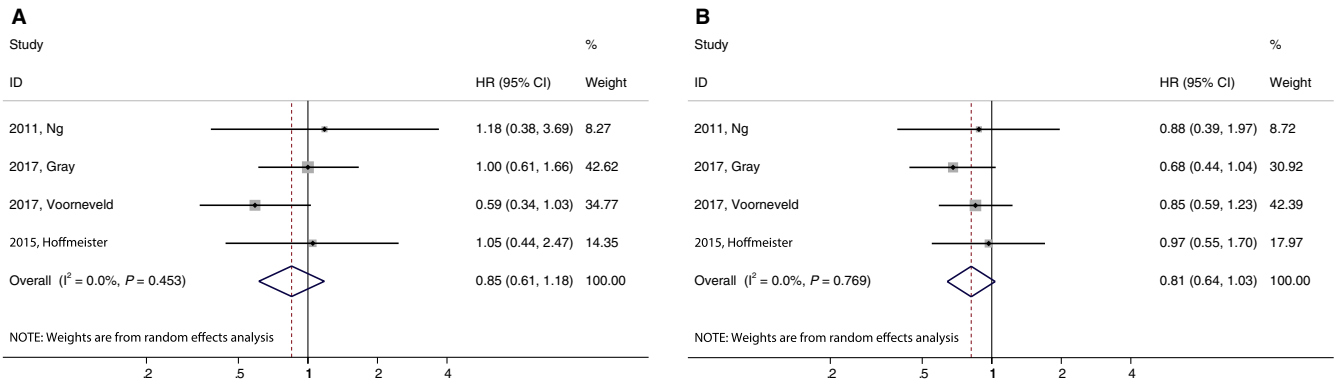 A
Study %
ID HR (95% CI) Weight
2011, Ng 1.18 (0.38, 3.69) 8.27
2017, Gray 1.00 (0.61, 1.66) 42.62
2017, Voorneveld 0.59 (0.34, 1.03) 34.77
2015, Hoffmeister 1.05 (0.44, 2.47) 14.35
Overall (I² = 0.0%, P = 0.453) 0.85 (0.61, 1.18) 100.00
NOTE: Weights are from random effects analysis
.2 .5 1 2 4
B
Study %
ID HR (95% CI) Weight
2011, Ng 0.88 (0.39, 1.97) 8.72
2017, Gray 0.68 (0.44, 1.04) 30.92
2017, Voorneveld 0.85 (0.59, 1.23) 42.39
2015, Hoffmeister 0.97 (0.55, 1.70) 17.97
Overall (I² = 0.0%, P = 0.769) 0.81 (0.64, 1.03) 100.00
NOTE: Weights are from random effects analysis
.2 .5 1 2 4